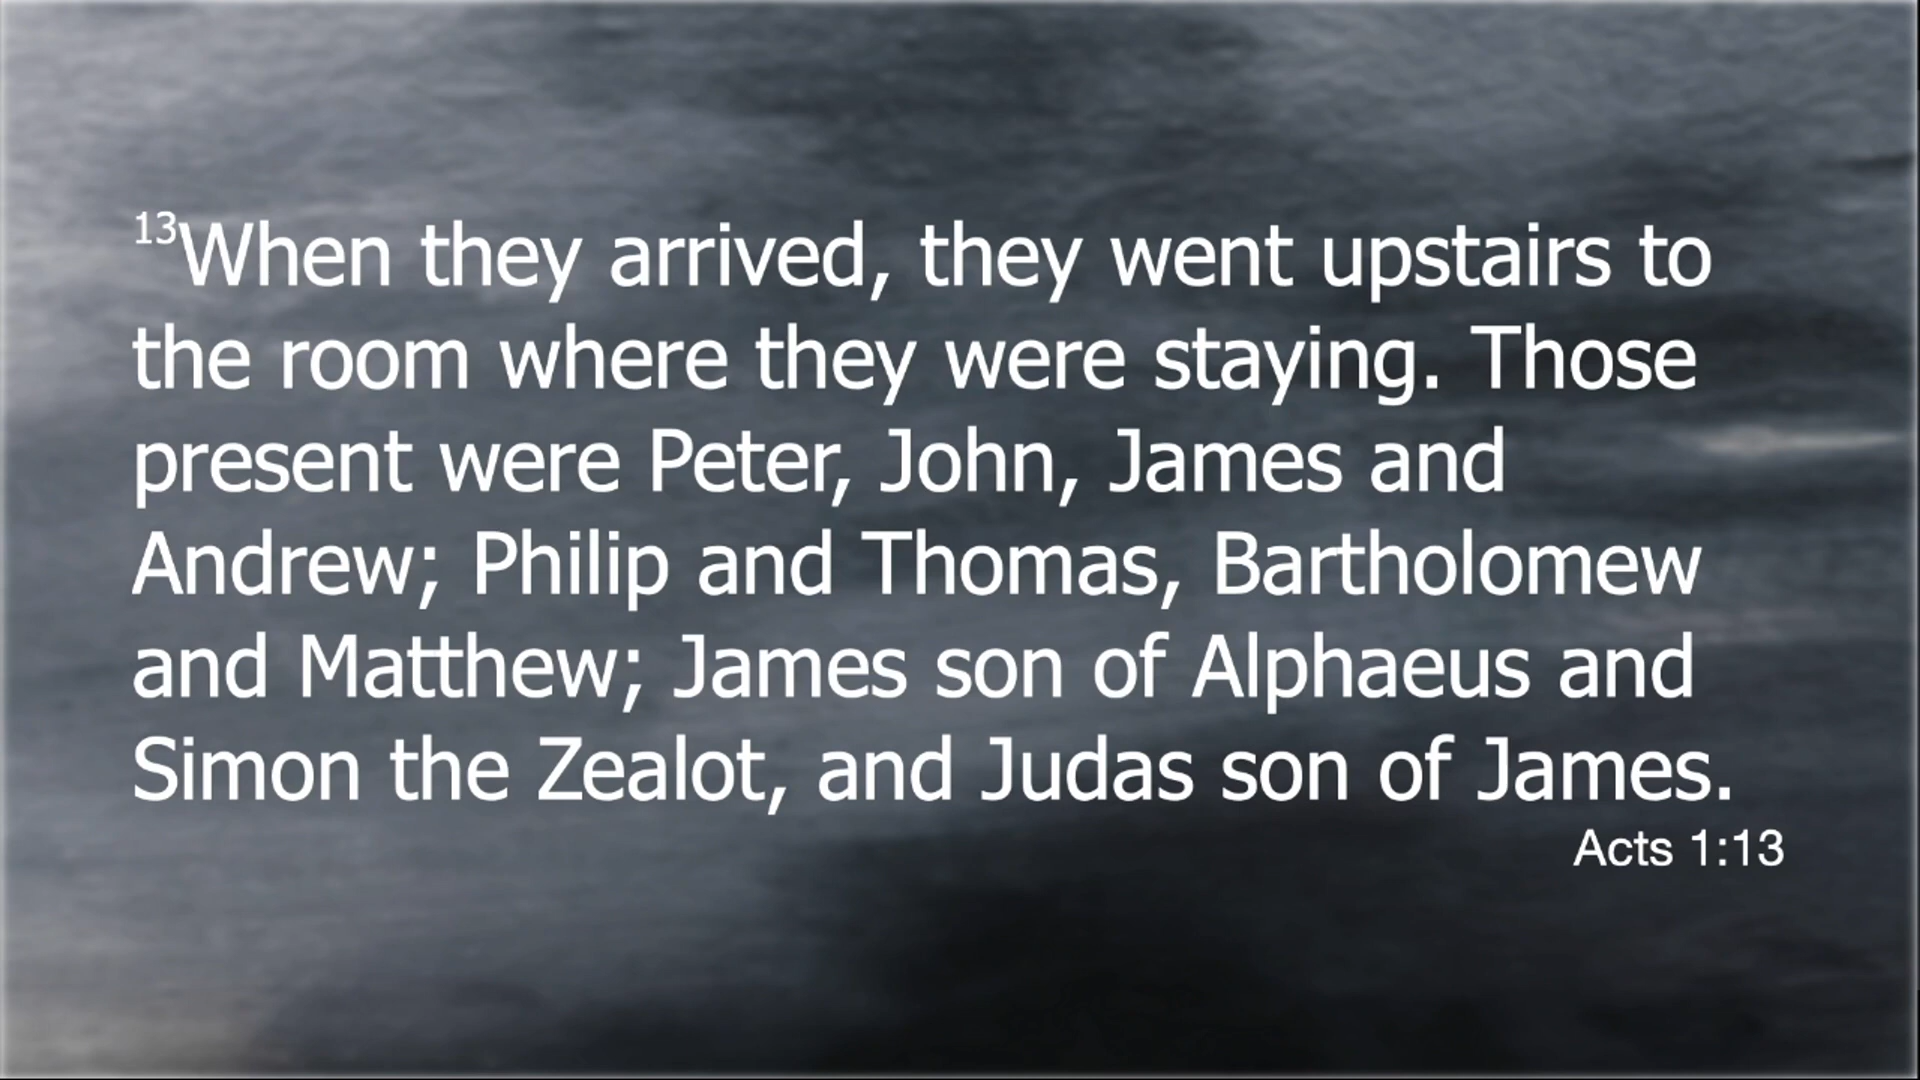 13When they arrived, they went upstairs to
the room where they were staying. Those
present were Peter, John, James and
Andrew; Philip and Thomas, Bartholomew
and Matthew; James son of Alphaeus and
Simon the Zealot, and Judas son of James.
Acts 1:13